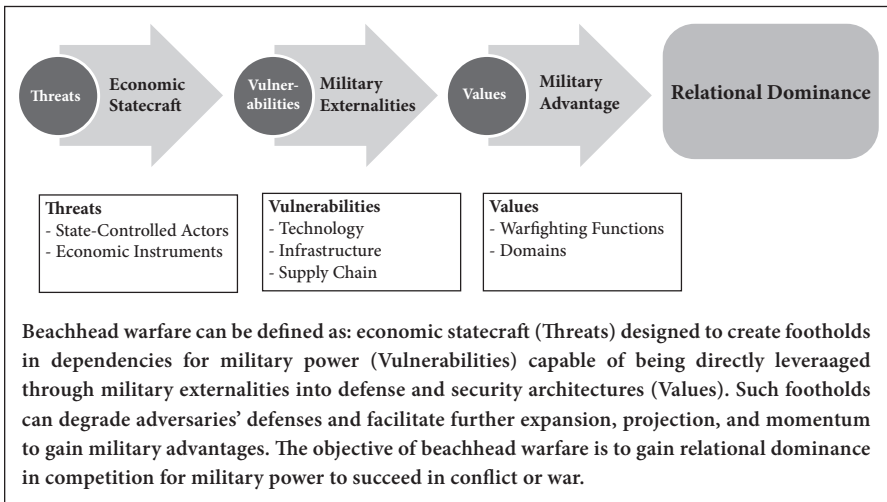 Threats
Economic
Statecraft
Vulner-
abilities
Military
Externalities
Values
Military
Advantage
Relational Dominance
Threats
- State-Controlled Actors
- Economic Instruments
Vulnerabilities
- Technology
- Infrastructure
- Supply Chain
Values
- Warfighting Functions
- Domains
Beachhead warfare can be defined as: economic statecraft (Threats) designed to create footholds
in dependencies for military power (Vulnerabilities) capable of being directly leveraaged
through military externalities into defense and security architectures (Values). Such footholds
can degrade adversaries’ defenses and facilitate further expansion, projection, and momentum
to gain military advantages. The objective of beachhead warfare is to gain relational dominance
in competition for military power to succeed in conflict or war.